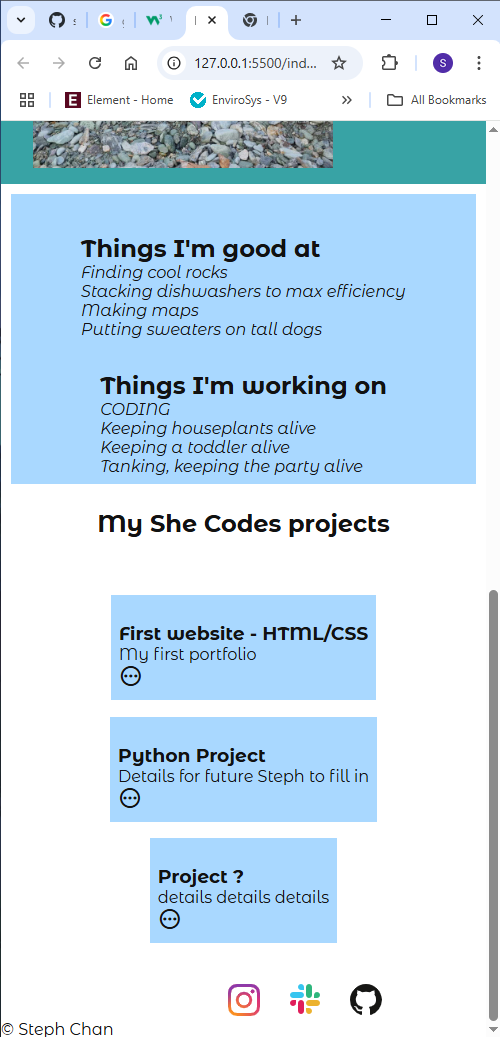 127.0.0.1:5500/ind...
S
Element - Home
EnviroSys - V9
All Bookmarks
Things I'm good at
Finding cool rocks
Stacking dishwashers to max efficiency
Making maps
Putting sweaters on tall dogs
Things I'm working on
CODING
Keeping houseplants alive
Keeping a toddler alive
Tanking, keeping the party alive
My She Codes projects
First website - HTML/CSS
My first portfolio
Python Project
Details for future Steph to fill in
Project ?
details details details
© Steph Chan